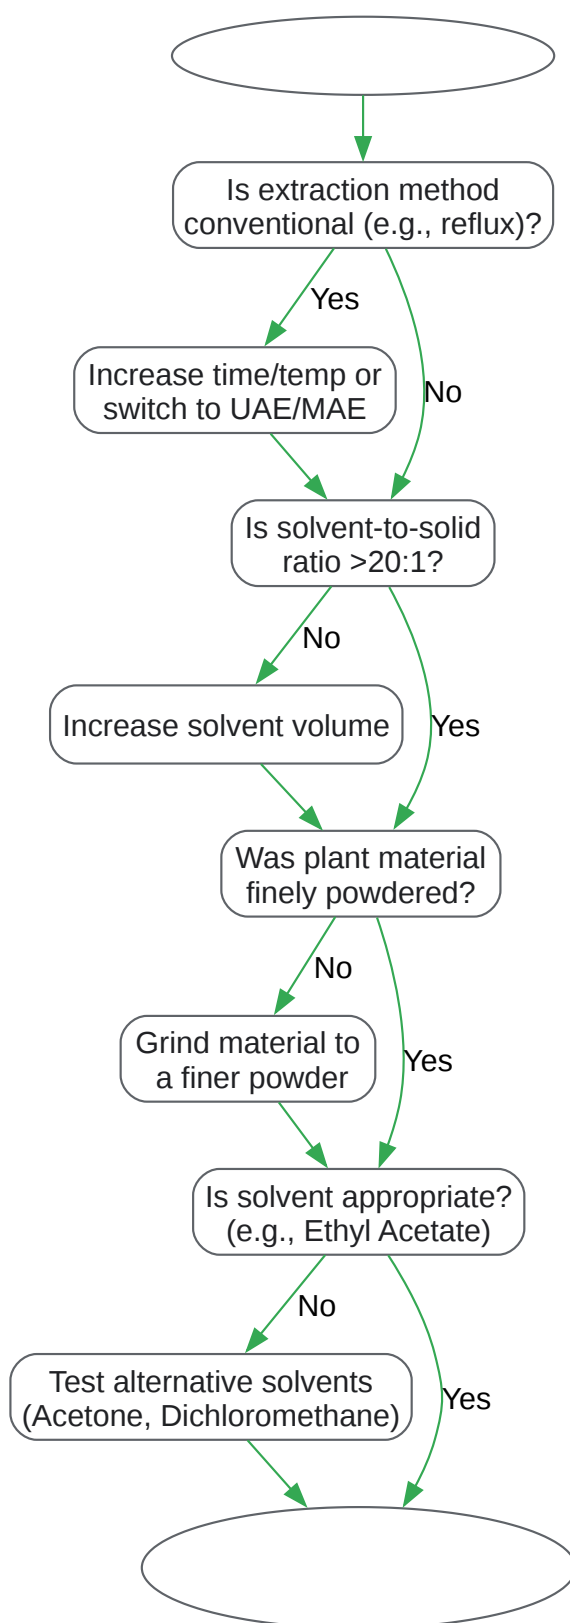 Is extraction method
conventional (e.g., reflux)?
Yes
Increase time/temp or
switch to UAE/MAE
No
Is solvent-to-solid
ratio >20:1?
No
Increase solvent volume
Yes
Was plant material
finely powdered?
No
Grind material to
a finer powder
Yes
Is solvent appropriate?
(e.g., Ethyl Acetate)
No
Test alternative solvents
(Acetone, Dichloromethane)
Yes